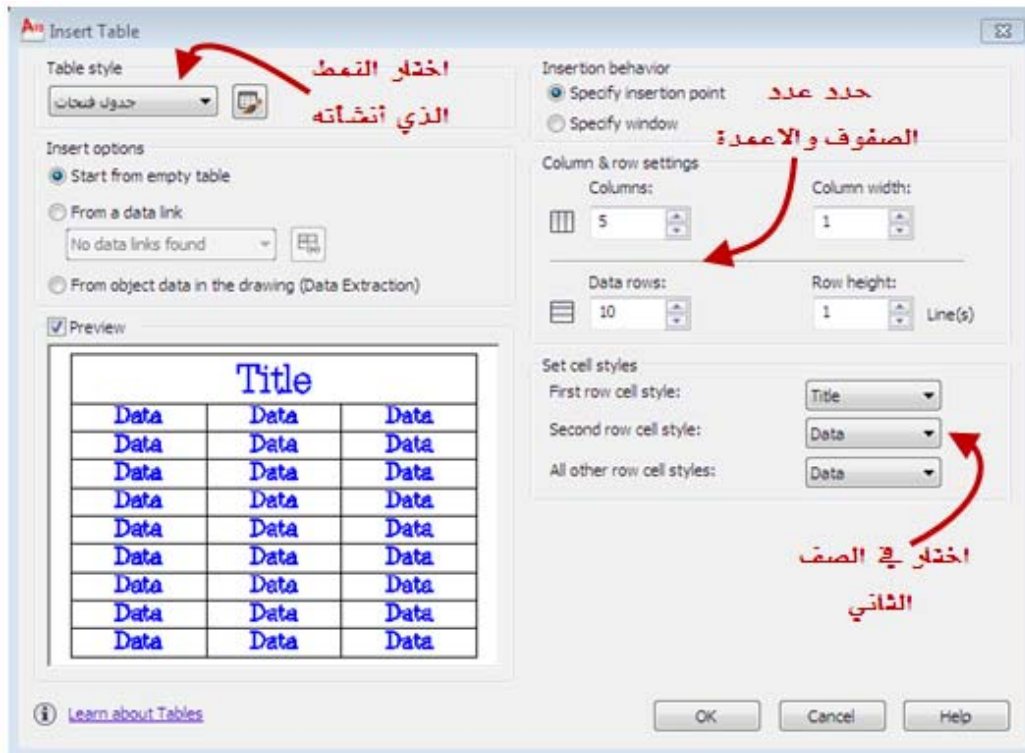 Insert Table
Table style
جدول فتحات
اختار النمط
الذي أنشأته
Insert options
Start from empty table
From a data link
No data links found
From object data in the drawing (Data Extraction)
Preview
Title
Data Data Data
Data Data Data
Data Data Data
Data Data Data
Data Data Data
Data Data Data
Data Data Data
Data Data Data
Data Data Data
Insertion behavior
Specify insertion point
Specify window
حدد عدد
الصفوف والاعمدة
Column & row settings
Columns: Column width:
5 1
Data rows: Row height:
10 1 Line(s)
Set cell styles
First row cell style: Title
Second row cell style: Data
All other row cell styles: Data
اختار في الصف
الثاني
Learn about Tables
OK Cancel Help